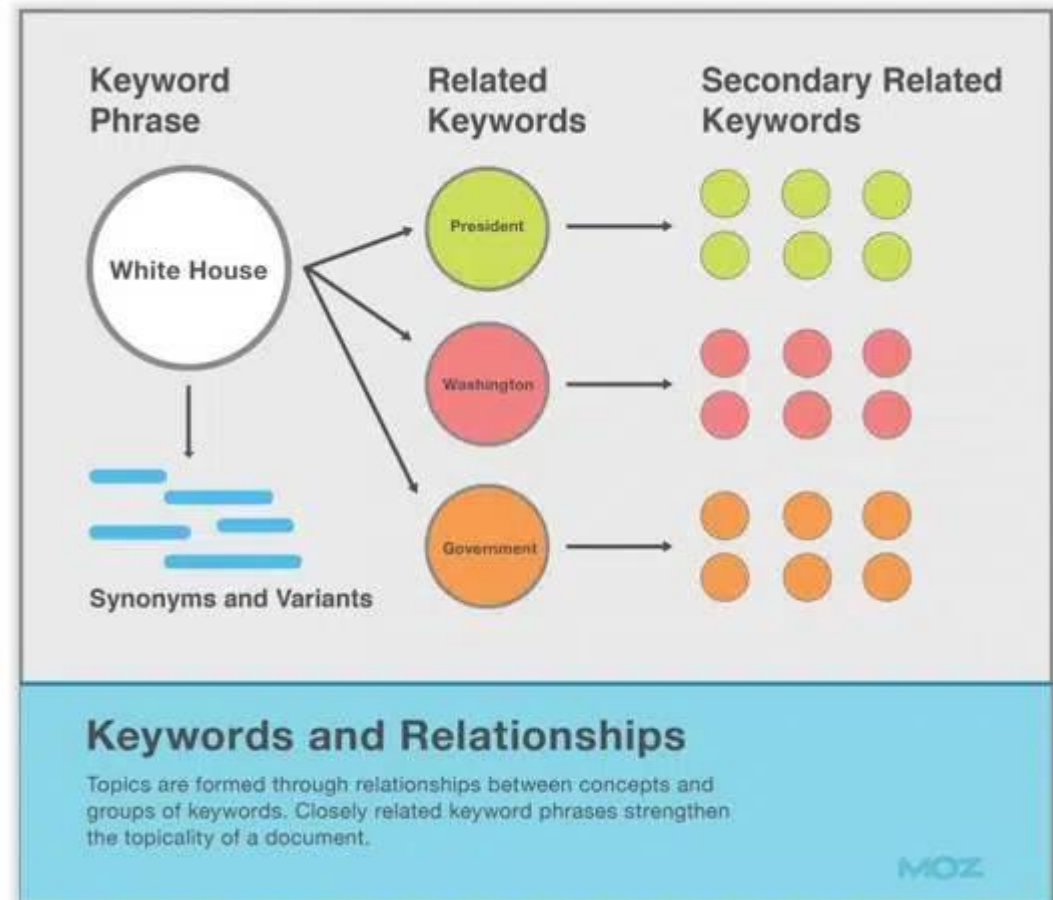 Keyword
Phrase
Related
Keywords
Secondary Related
Keywords
White House
President
Washington
Government
Synonyms and Variants
Keywords and Relationships
Topics are formed through relationships between concepts and
groups of keywords. Closely related keyword phrases strengthen
the topicality of a document.
MOZ